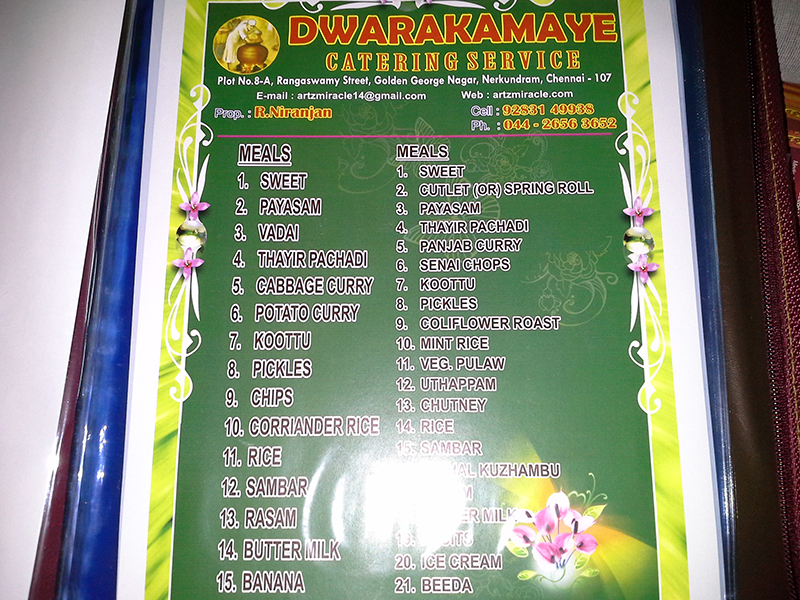 DWARAKAMAYE
CATERING SERVICE
Plot No.8-A, Rangaswamy Street, Golden George Nagar, Nerkundram, Chennai - 107
E-mail : artzmiracle14@gmail.com Web : artzmiracle.com
Prop. : R.Niranjan
Cell : 92831 49938
Ph. : 044 - 2656 3652
MEALS
1. SWEET
2. PAYASAM
3. VADAI
4. THAYIR PACHADI
5. CABBAGE CURRY
6. POTATO CURRY
7. KOOTTU
8. PICKLES
9. CHIPS
10. CORRIANDER RICE
11. RICE
12. SAMBAR
13. RASAM
14. BUTTER MILK
15. BANANA
MEALS
1. SWEET
2. CUTLET (OR) SPRING ROLL
3. PAYASAM
4. THAYIR PACHADI
5. PANJAB CURRY
6. SENAI CHOPS
7. KOOTTU
8. PICKLES
9. COLIFLOWER ROAST
10. MINT RICE
11. VEG. PULAW
12. UTHAPPAM
13. CHUTNEY
14. RICE
15. SAMBAR
KUZHAMBU
MILK
20. ICE CREAM
21. BEEDA